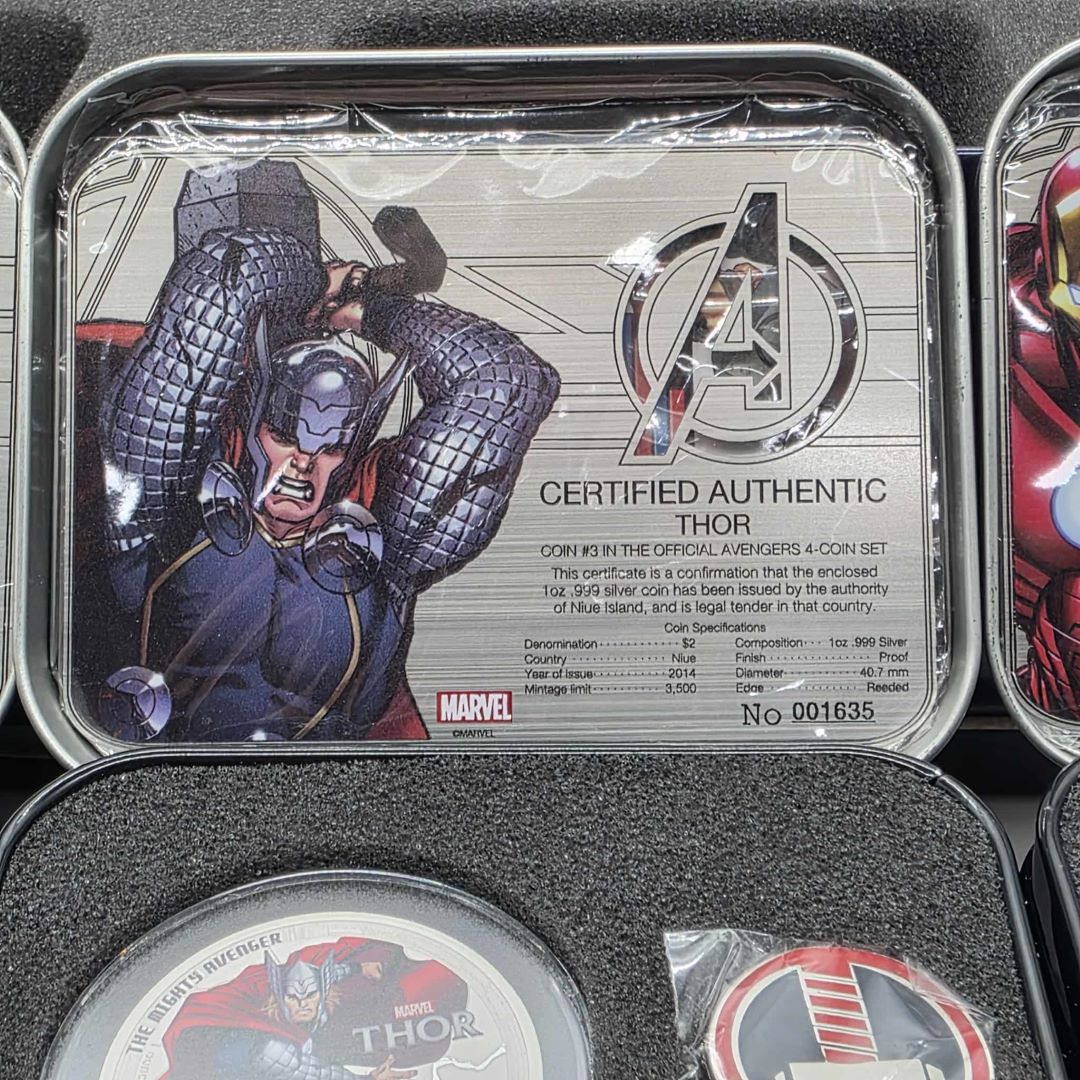 CERTIFIED AUTHENTIC
THOR
COIN #3 IN THE OFFICIAL AVENGERS 4-COIN SET
This certificate is a confirmation that the enclosed
1oz .999 silver coin has been issued by the authority
of Niue Island, and is legal tender in that country.
Coin Specifications
Denomination ············ $2
Country ················ Niue
Year of Issue ············ 2014
Mintage limit ············ 3,500
Composition ··· 1oz .999 Silver
Finish ················ Proof
Diameter ············ 40.7 mm
Edge ················ Reeded
No 001635
MARVEL
©MARVEL
THE MIGHTY AVENGER
MARVEL
THOR